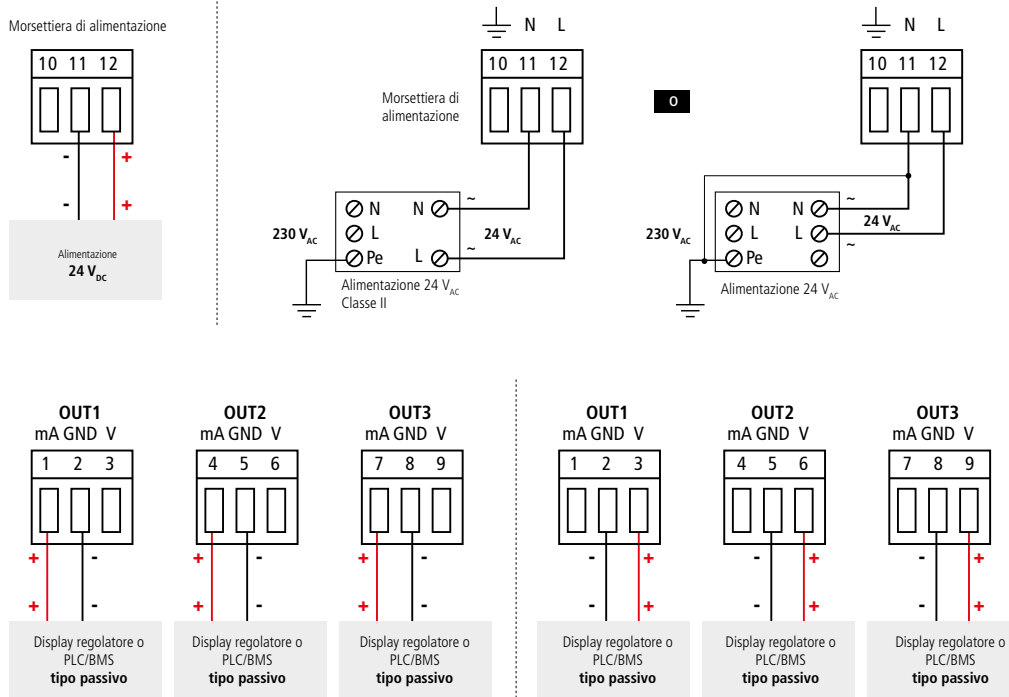 Morsettiera di alimentazione
10 11 12
- +
- +
Alimentazione
24 VDC
N L
10 11 12
Morsettiera di
alimentazione
N N ~
L
230 VAC
24 VAC
Pe L ~
Alimentazione 24 VAC
Classe II
o
N L
10 11 12
N N ~
L L
230 VAC
24 VAC
Pe ~
Alimentazione 24 VAC
OUT1
mA GND V
1 2 3
+ -
+ -
Display regolatore o
PLC/BMS
tipo passivo
OUT2
mA GND V
4 5 6
+ -
+ -
Display regolatore o
PLC/BMS
tipo passivo
OUT3
mA GND V
7 8 9
+ -
+ -
Display regolatore o
PLC/BMS
tipo passivo
OUT1
mA GND V
1 2 3
- +
- +
Display regolatore o
PLC/BMS
tipo passivo
OUT2
mA GND V
4 5 6
- +
- +
Display regolatore o
PLC/BMS
tipo passivo
OUT3
mA GND V
7 8 9
- +
- +
Display regolatore o
PLC/BMS
tipo passivo